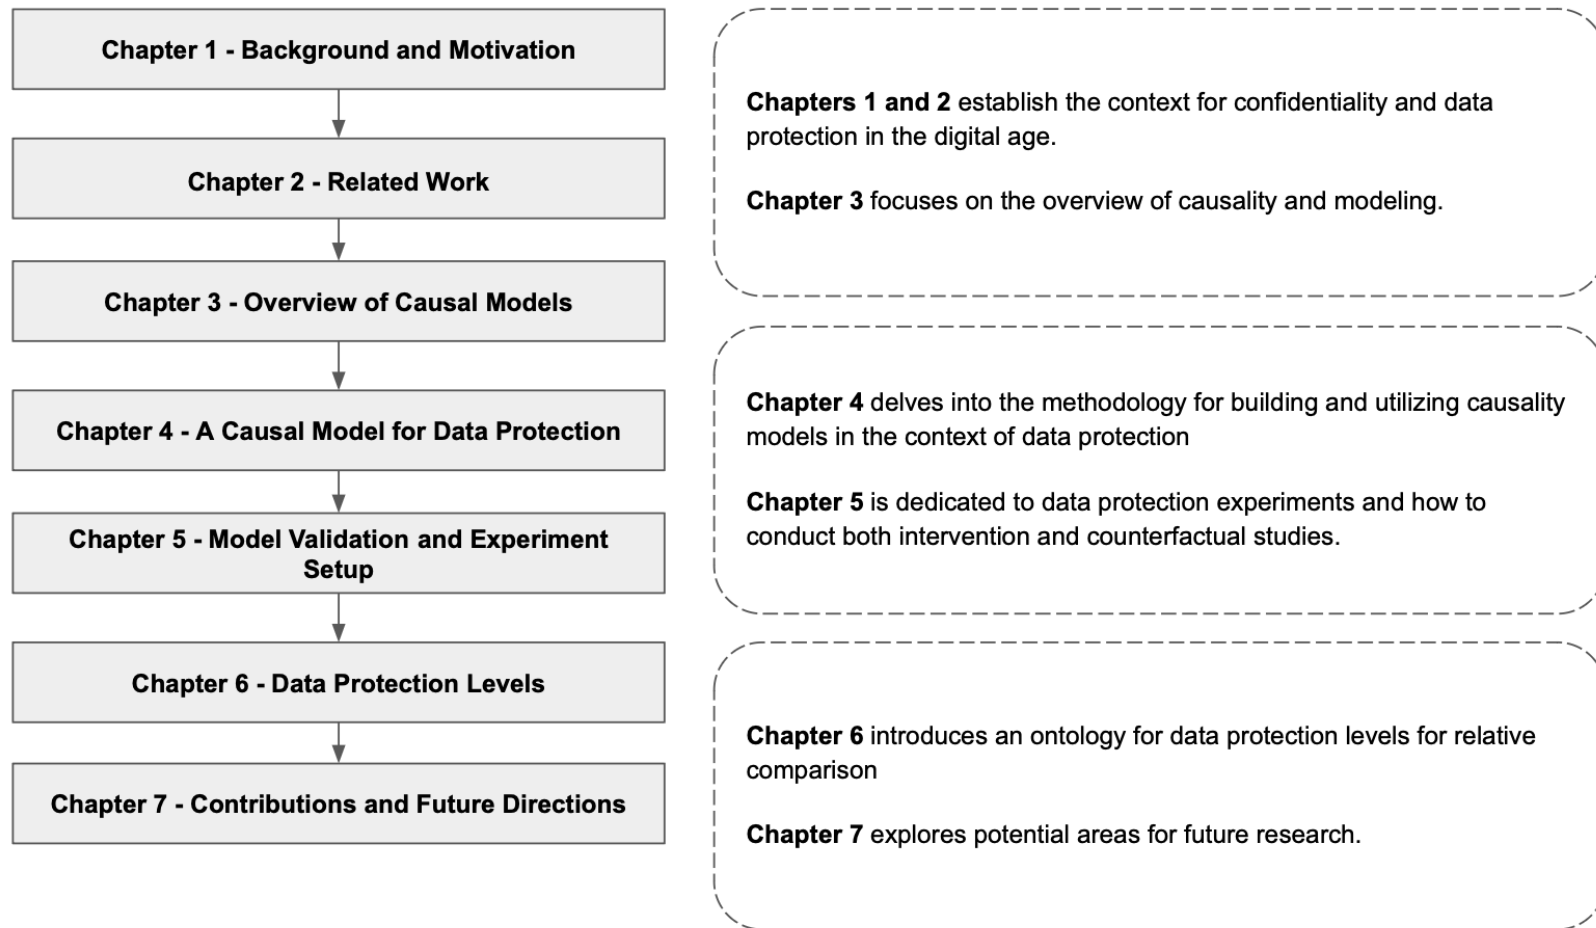 Chapter 1 - Background and Motivation
Chapter 2 - Related Work
Chapter 3 - Overview of Causal Models
Chapter 4 - A Causal Model for Data Protection
Chapter 5 - Model Validation and Experiment
Setup
Chapter 6 - Data Protection Levels
Chapter 7 - Contributions and Future Directions
Chapters 1 and 2 establish the context for confidentiality and data
protection in the digital age.
Chapter 3 focuses on the overview of causality and modeling.
Chapter 4 delves into the methodology for building and utilizing causality
models in the context of data protection
Chapter 5 is dedicated to data protection experiments and how to
conduct both intervention and counterfactual studies.
Chapter 6 introduces an ontology for data protection levels for relative
comparison
Chapter 7 explores potential areas for future research.